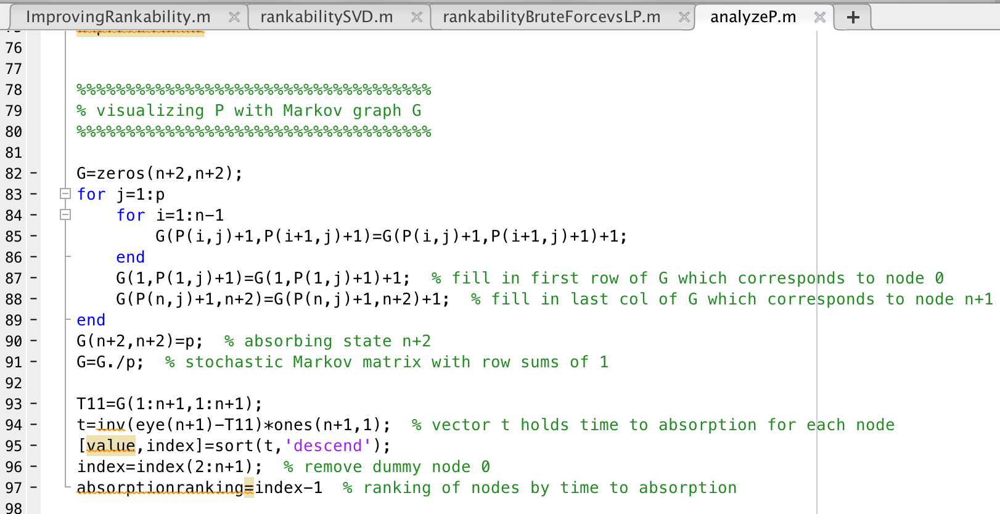 ImprovingRankability.m rankabilitySVD.m rankabilityBruteForcevsLP.m analyzeP.m +
76
77
78 %%%%%%%%%%%%%%%%%%%%%%%%%%%%%%%%%%%%
79 % visualizing P with Markov graph G
80 %%%%%%%%%%%%%%%%%%%%%%%%%%%%%%%%%%%%
81
82 – G=zeros(n+2,n+2);
83 – for j=1:p
84 – for i=1:n-1
85 – G(P(i,j)+1,P(i+1,j)+1)=G(P(i,j)+1,P(i+1,j)+1)+1;
86 – end
87 – G(1,P(1,j)+1)=G(1,P(1,j)+1)+1; % fill in first row of G which corresponds to node 0
88 – G(P(n,j)+1,n+2)=G(P(n,j)+1,n+2)+1; % fill in last col of G which corresponds to node n+1
89 – end
90 – G(n+2,n+2)=p; % absorbing state n+2
91 – G=G./p; % stochastic Markov matrix with row sums of 1
92
93 – T11=G(1:n+1,1:n+1);
94 – t=inv(eye(n+1)-T11)*ones(n+1,1); % vector t holds time to absorption for each node
95 – [value,index]=sort(t,'descend');
96 – index=index(2:n+1); % remove dummy node 0
97 – absorptionranking=index-1 % ranking of nodes by time to absorption
98